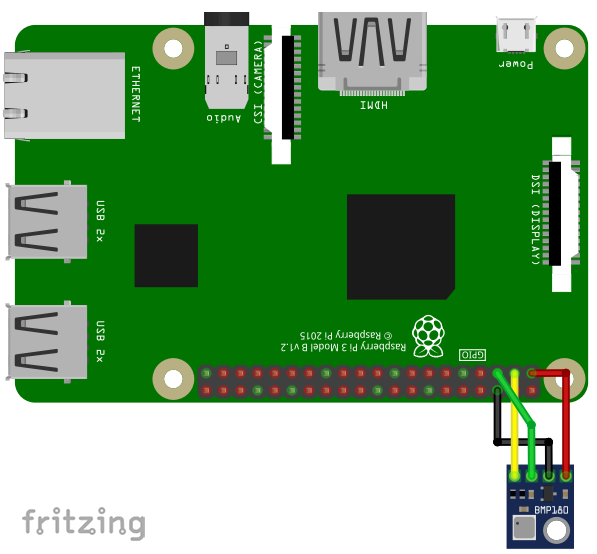 ETHERNET
Audio
CSI (CAMERA)
HDMI
Power
USB 2x
DSI (DISPLAY)
USB 2x
Raspberry Pi 3 Model B v1.2
© Raspberry Pi 2015
GPIO
BMP180
fritzing